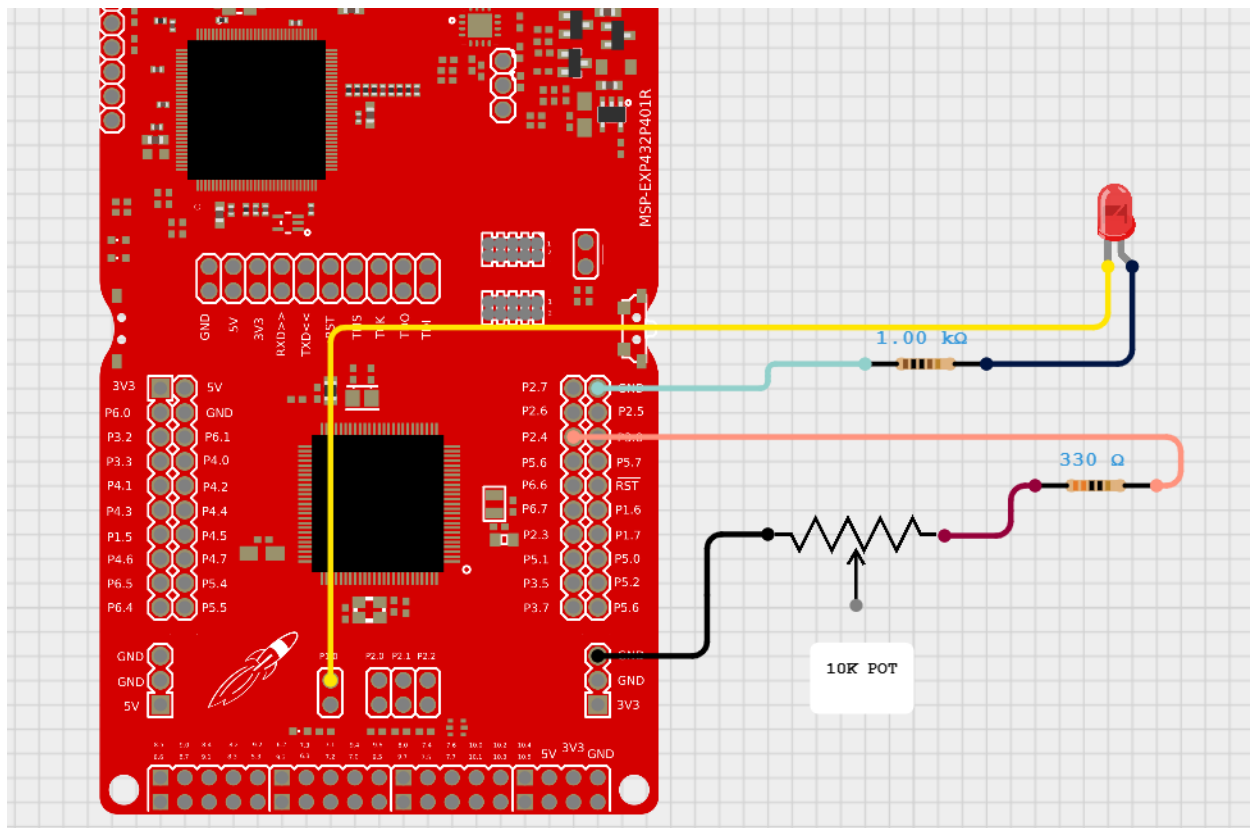 MSP-EXP432P401R
GND
5V
3V3
RXD>>
TXD<<
RST
TMS
TCK
TDO
TDI
1.00 kΩ
3V3 5V P2.7 GND
P6.0 GND P2.6 P2.5
P3.2 P6.1 P2.4
330 Ω
P3.3 P4.0 P5.6 P5.7
P4.1 P4.2 P6.6 RST
P4.3 P4.4 P6.7 P1.6
P1.5 P4.5 P2.3 P1.7
P4.6 P4.7 P5.1 P5.0
P6.5 P5.4 P3.5 P5.2
P6.4 P5.5 P3.7 P5.6
GND P1.0 P2.0 P2.1 P2.2 GND
GND GND
5V 3V3
10K POT
5V 3V3 GND